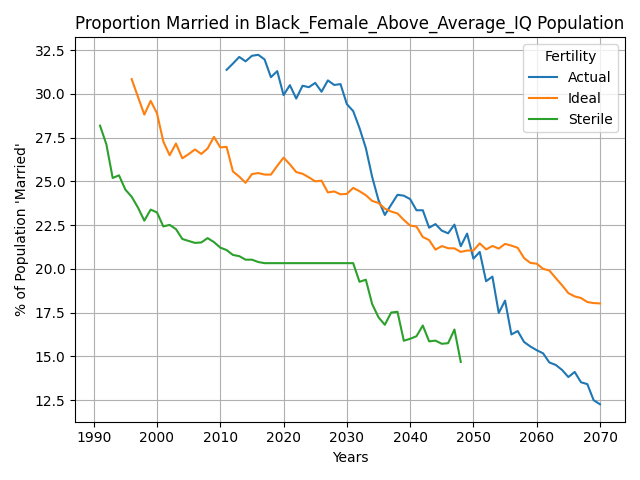 Proportion Married in Black_Female_Above_Average_IQ Population
% of Population 'Married'
32.5
30.0
27.5
25.0
22.5
20.0
17.5
15.0
12.5
Fertility
Actual
Ideal
Sterile
1990 2000 2010 2020 2030 2040 2050 2060 2070
Years